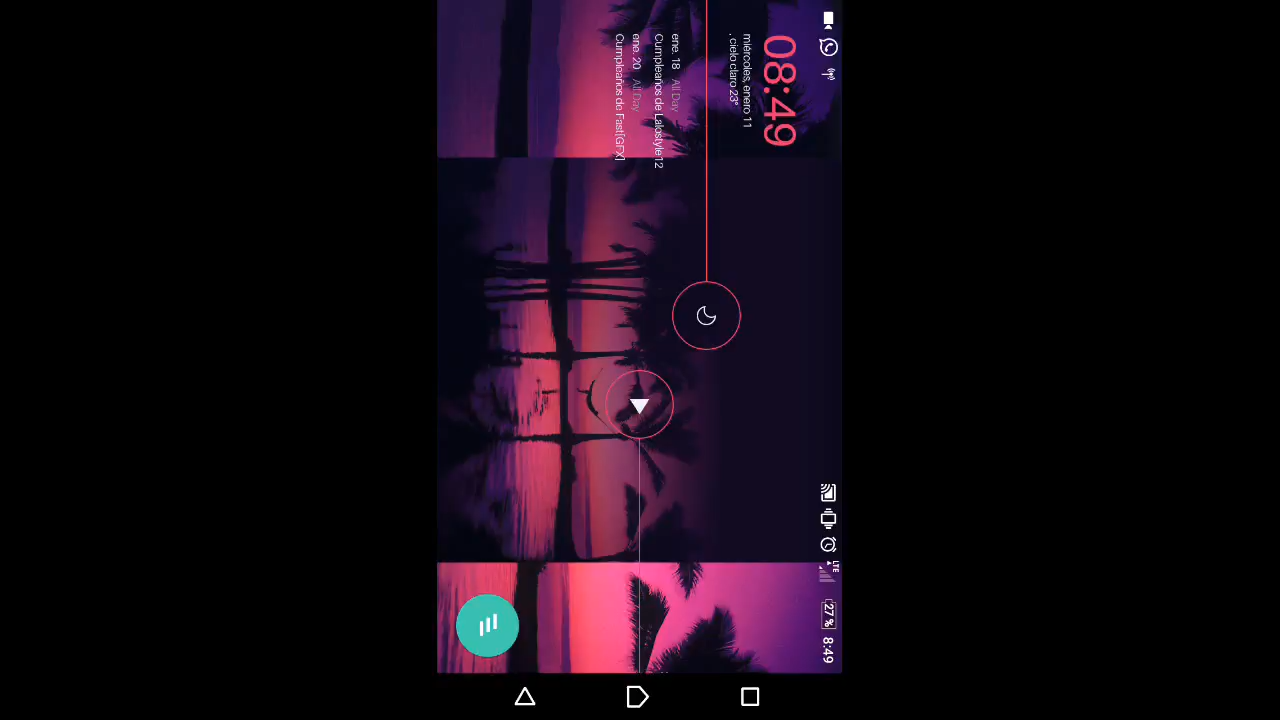 LTE
27 %
8:49
08:49
miércoles, enero 11
, cielo claro 23°
ene. 18 All Day
Cumpleaños de Lalostyle12
ene. 20 All Day
Cumpleaños de Fast[GFX]